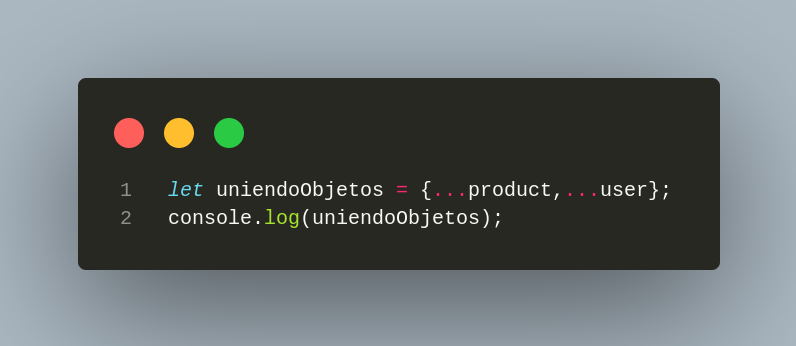 1 let uniendoObjetos = {...product,...user};
2 console.log(uniendoObjetos);